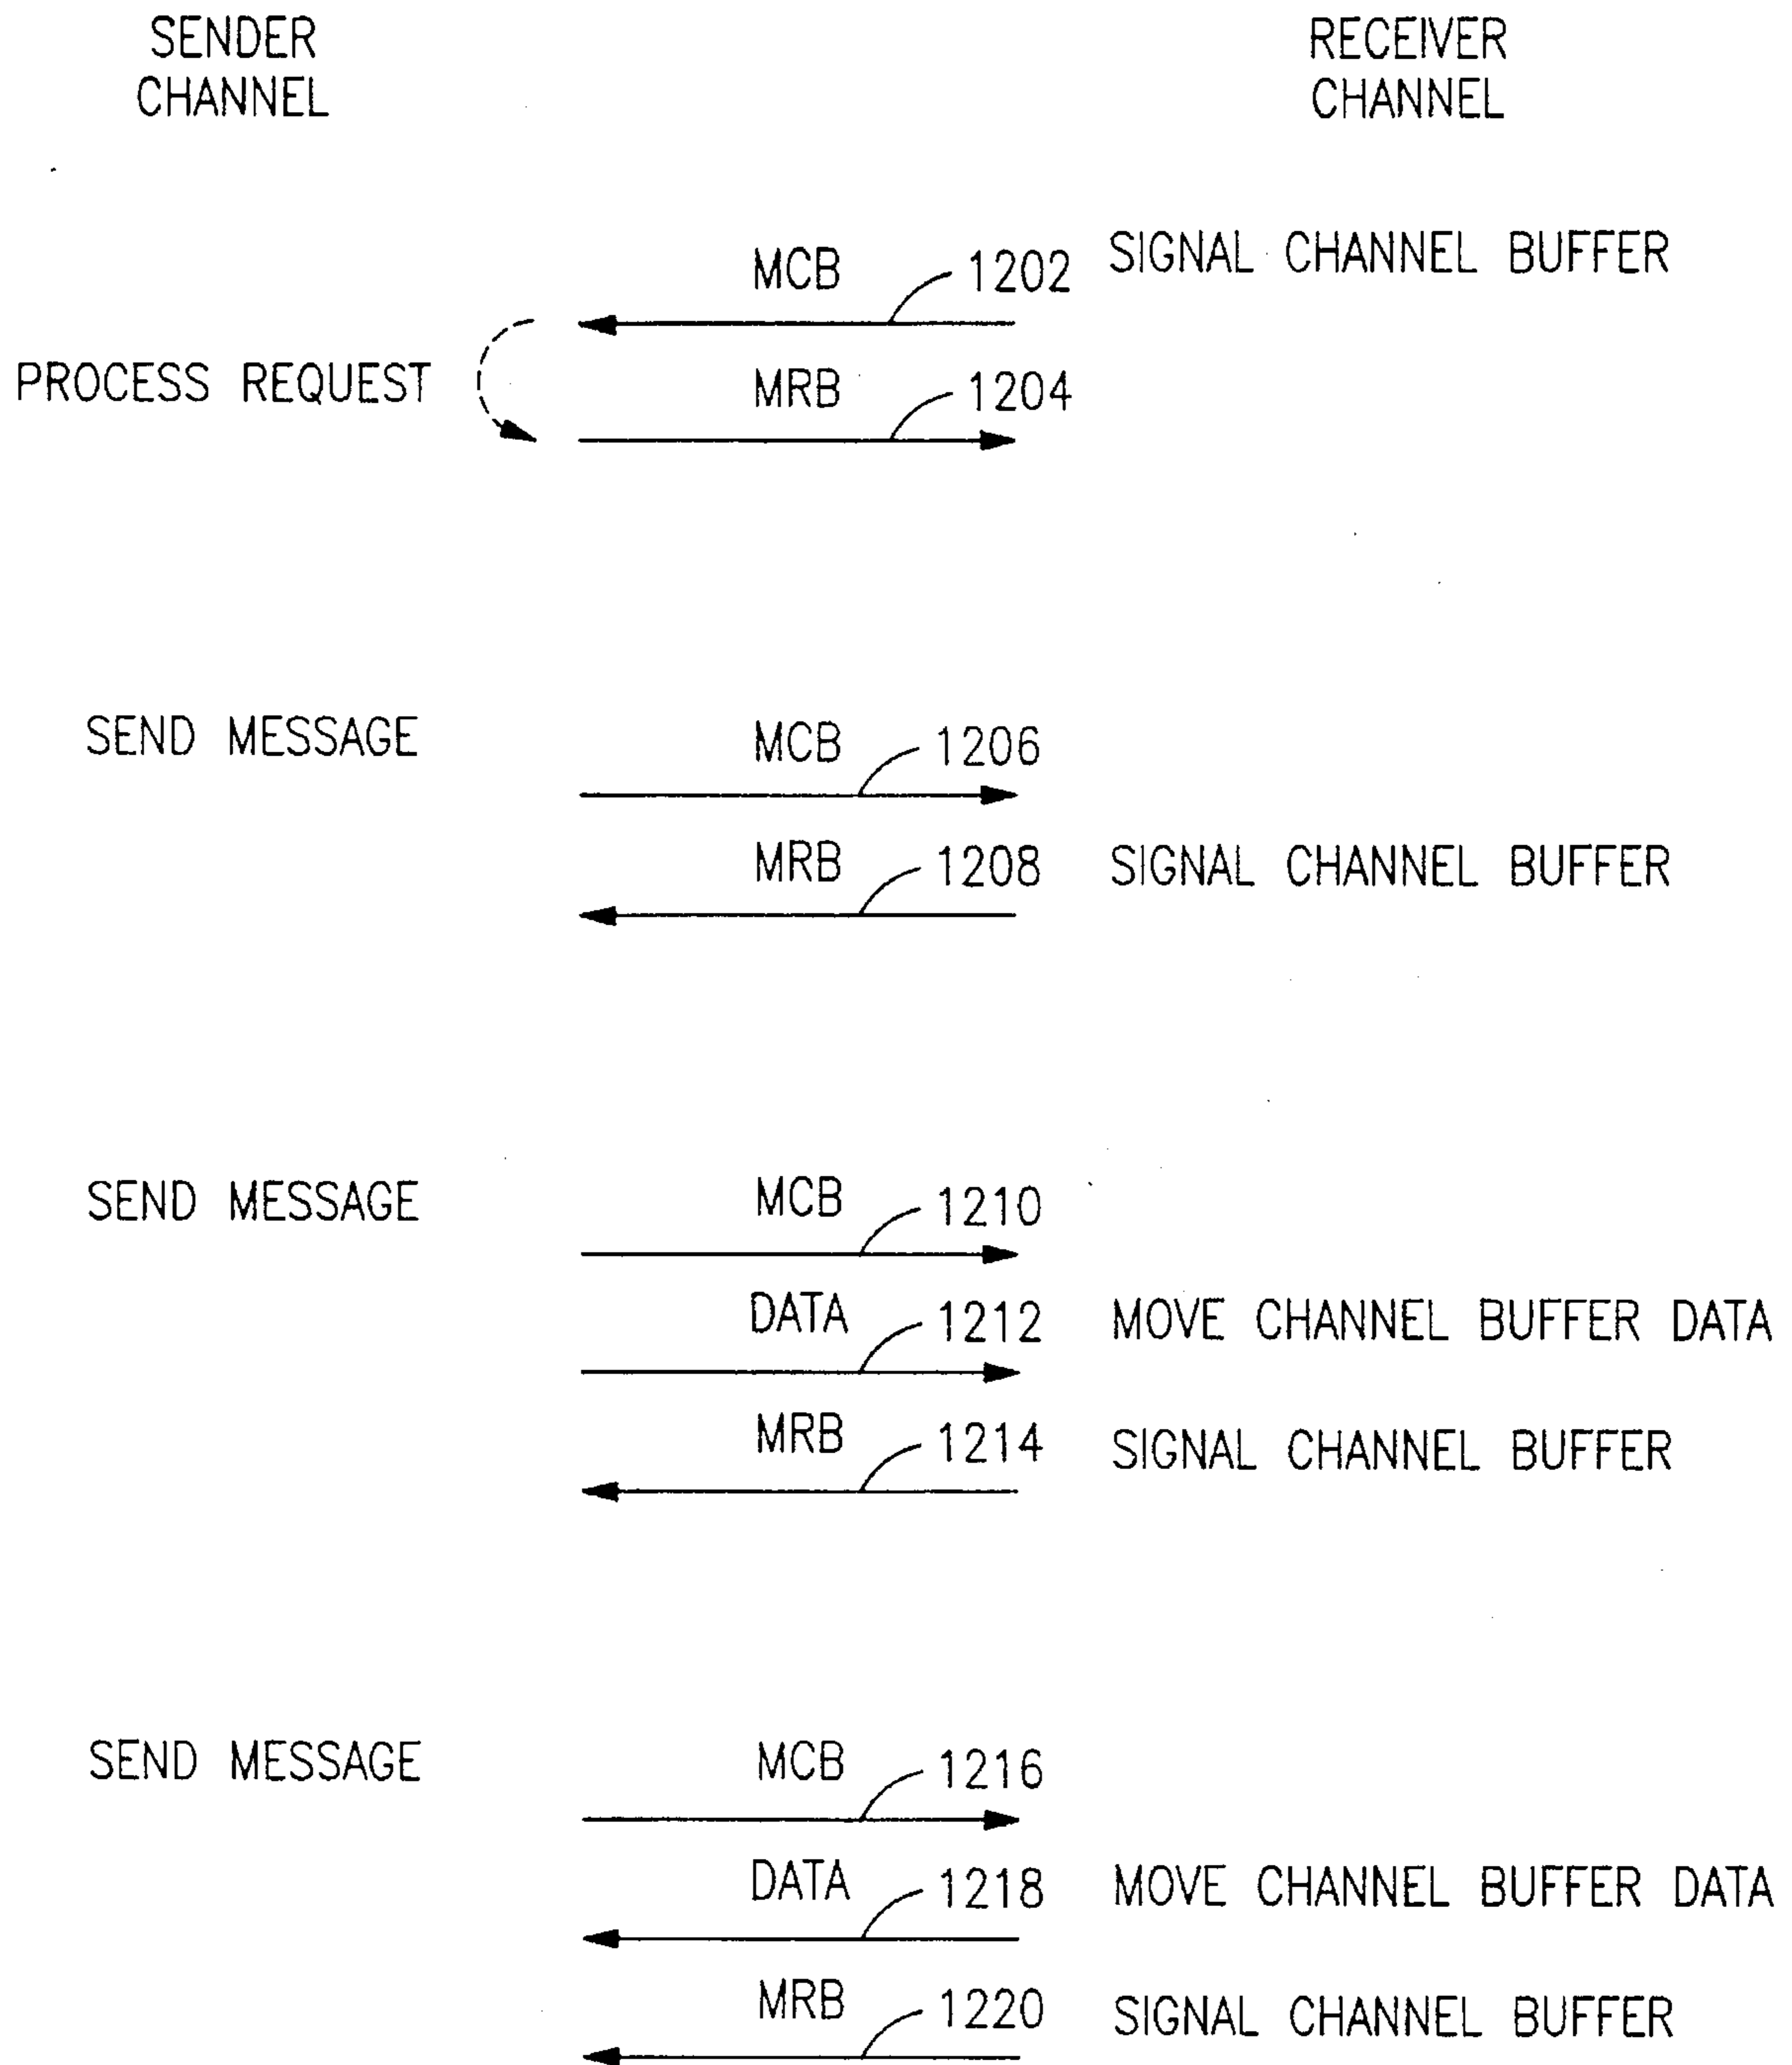 SENDER
CHANNEL
RECEIVER
CHANNEL
MCB 1202 SIGNAL CHANNEL BUFFER
PROCESS REQUEST MRB 1204
SEND MESSAGE MCB 1206
MRB 1208 SIGNAL CHANNEL BUFFER
SEND MESSAGE MCB 1210
DATA 1212 MOVE CHANNEL BUFFER DATA
MRB 1214 SIGNAL CHANNEL BUFFER
SEND MESSAGE MCB 1216
DATA 1218 MOVE CHANNEL BUFFER DATA
MRB 1220 SIGNAL CHANNEL BUFFER